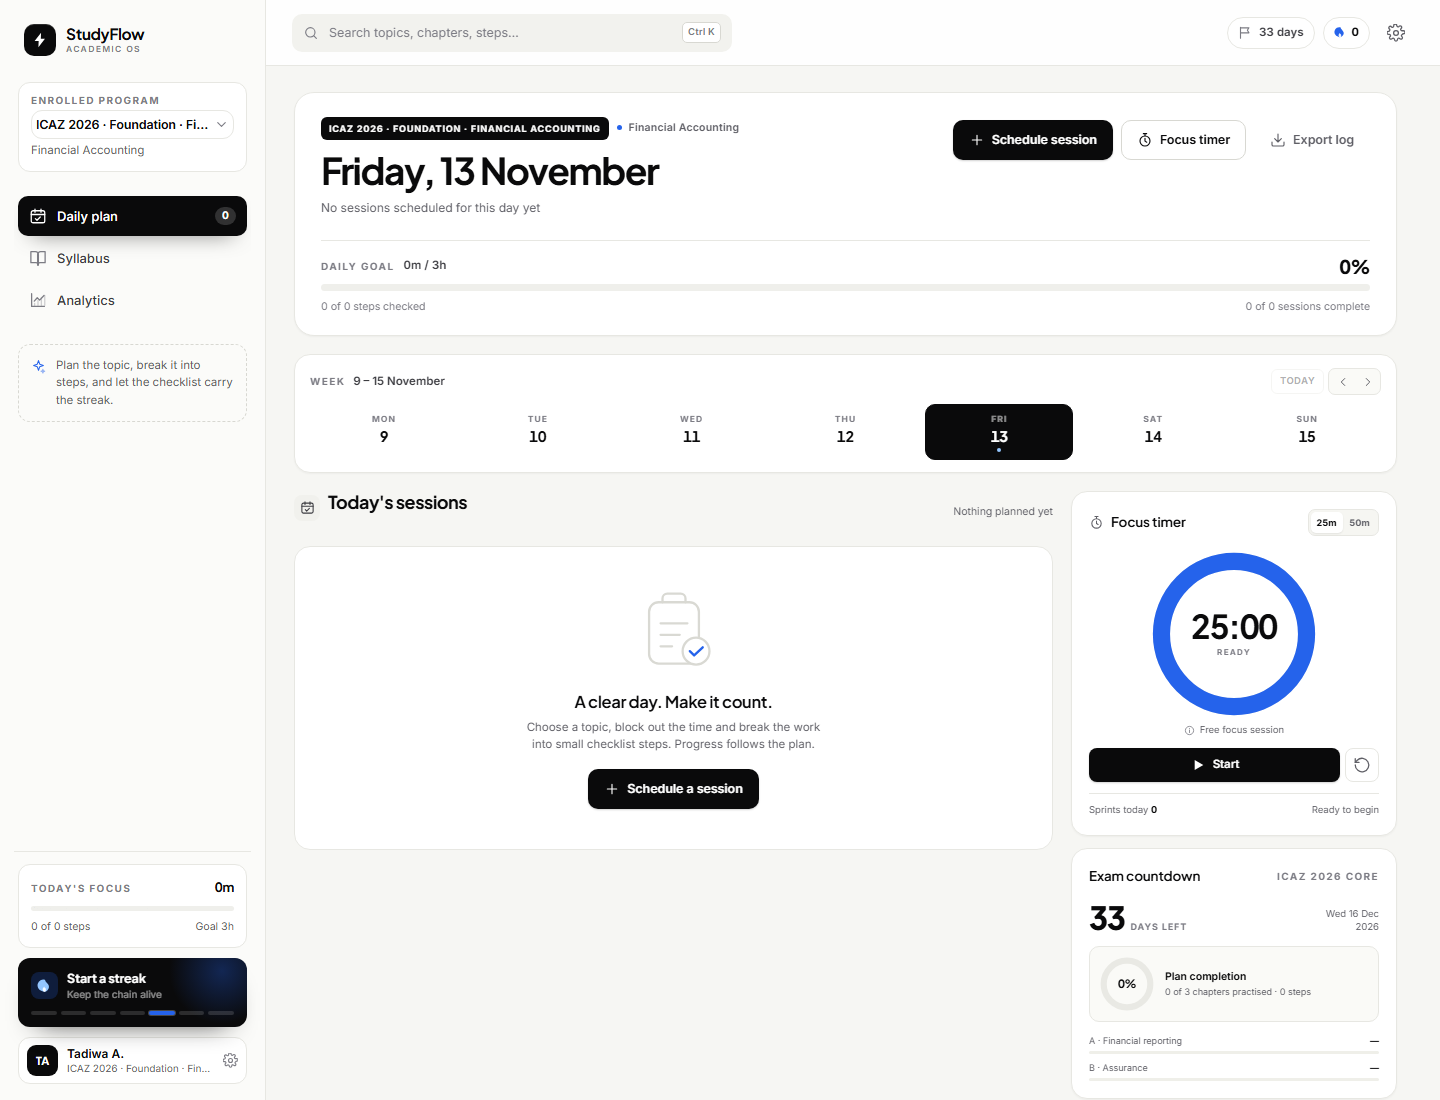 StudyFlow
ACADEMIC OS
ENROLLED PROGRAM
ICAZ 2026 · Foundation · Fi...
Financial Accounting
Daily plan
0
Syllabus
Analytics
Plan the topic, break it into
steps, and let the checklist carry
the streak.
TODAY'S FOCUS
0m
0 of 0 steps
Goal 3h
Start a streak
Keep the chain alive
TA
Tadiwa A.
ICAZ 2026 · Foundation · Fin...
Search topics, chapters, steps...
Ctrl K
33 days
0
ICAZ 2026 · FOUNDATION · FINANCIAL ACCOUNTING
Financial Accounting
Friday, 13 November
No sessions scheduled for this day yet
Schedule session
Focus timer
Export log
DAILY GOAL 0m / 3h
0%
0 of 0 steps checked
0 of 0 sessions complete
WEEK 9 – 15 November
TODAY
MON
9
TUE
10
WED
11
THU
12
FRI
13
SAT
14
SUN
15
Today's sessions
Nothing planned yet
A clear day. Make it count.
Choose a topic, block out the time and break the work
into small checklist steps. Progress follows the plan.
Schedule a session
Focus timer
25m 50m
25:00
READY
Free focus session
Start
Sprints today 0
Ready to begin
Exam countdown
ICAZ 2026 CORE
33 DAYS LEFT
Wed 16 Dec
2026
0%
Plan completion
0 of 3 chapters practised · 0 steps
A · Financial reporting
—
B · Assurance
—